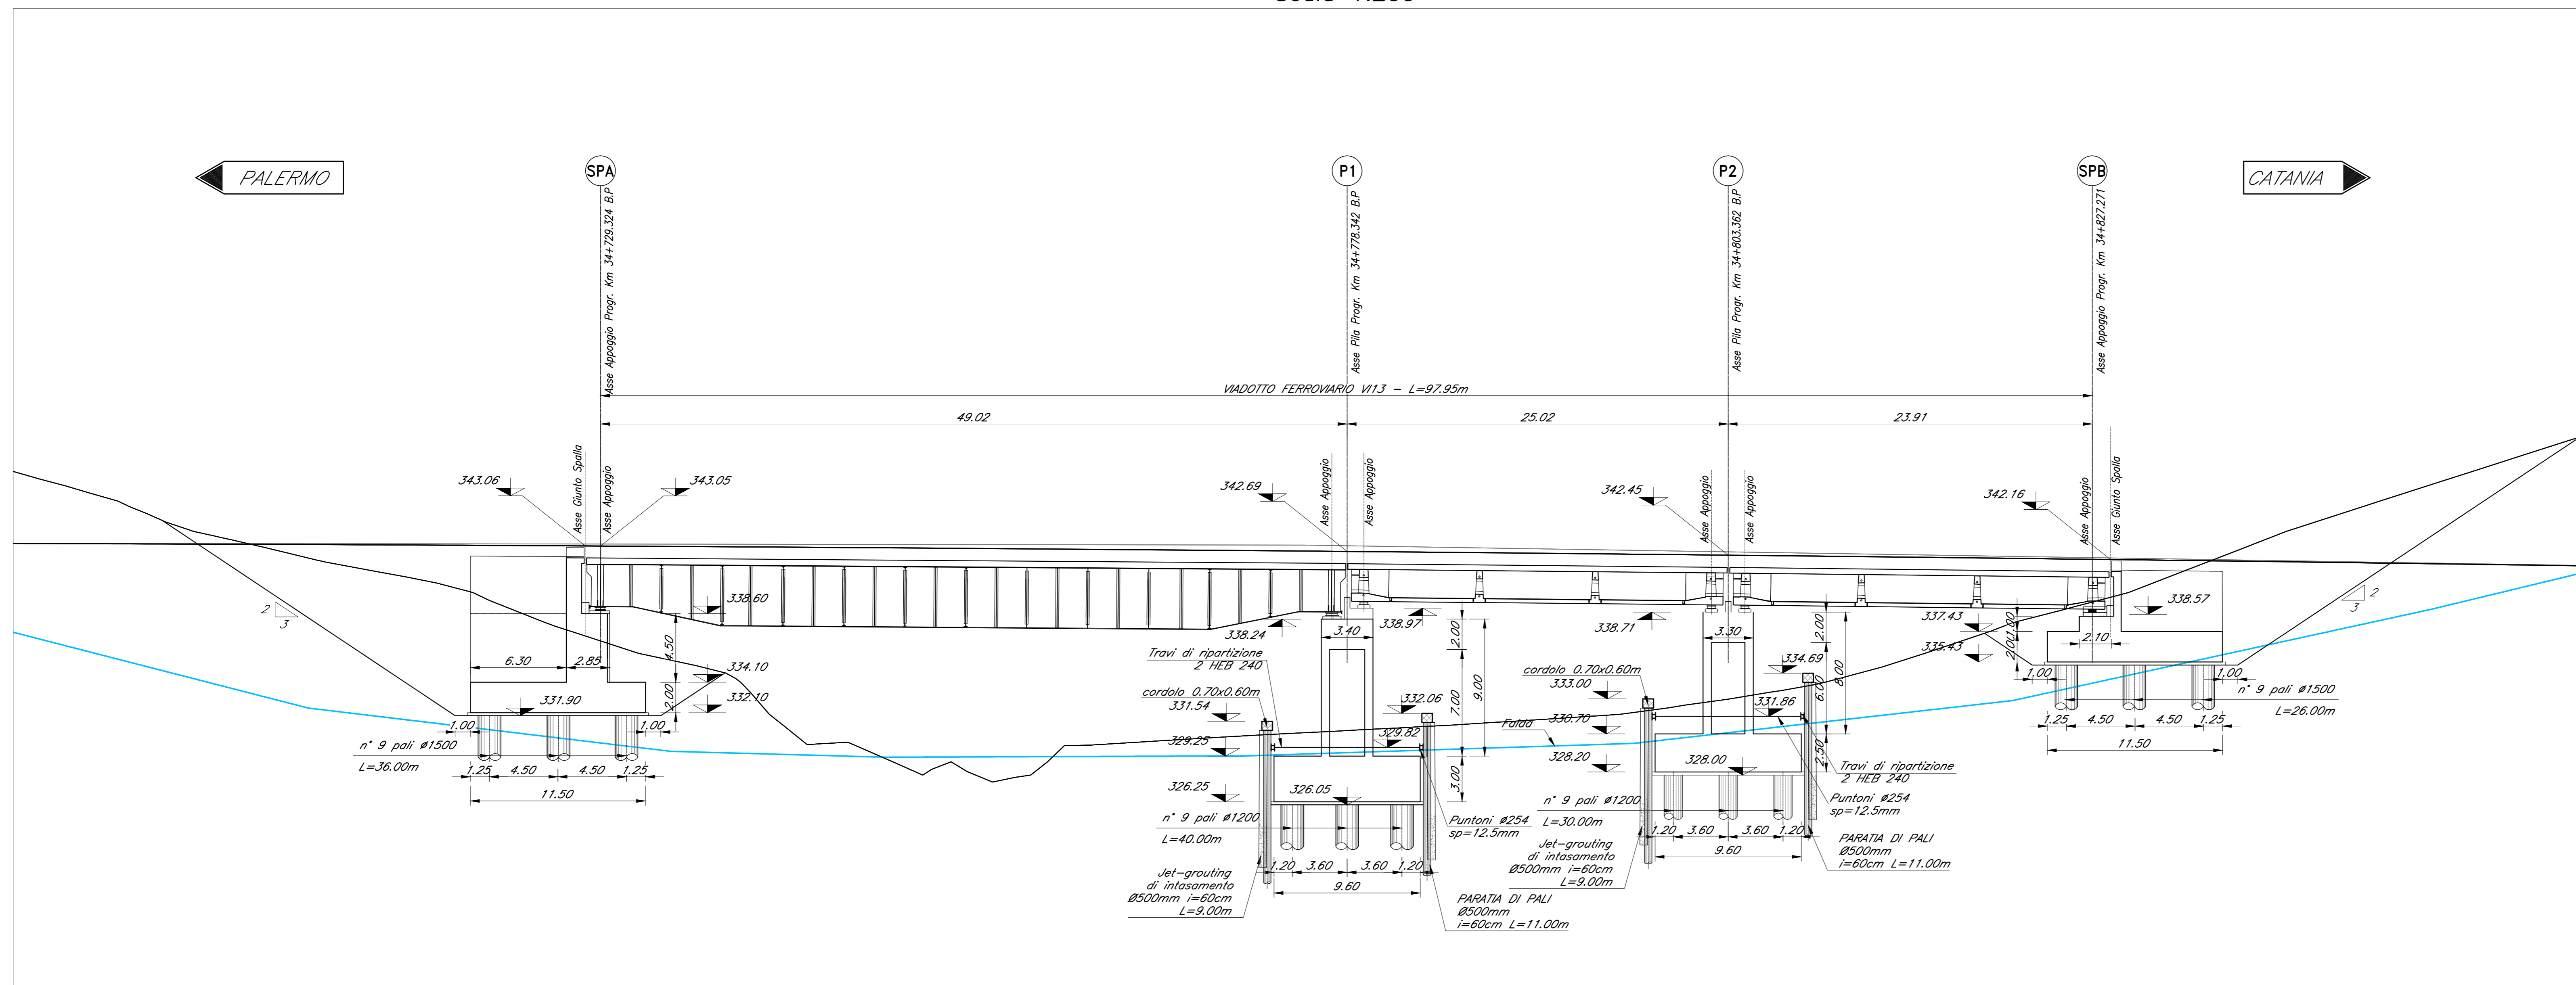 PALERMO
SPA
P1
P2
SPB
CATANIA
Asse Appoggio Progr. Km 34+729.324 B.P
Asse Pila Progr. Km 34+778.342 B.P
Asse Pila Progr. Km 34+803.362 B.P
Asse Appoggio Progr. Km 34+827.271
VIADOTTO FERROVIARIO VI13 - L=97.95m
49.02
25.02
23.91
Asse Giunto Spalla
Asse Appoggio
Asse Appoggio
Asse Appoggio
Asse Appoggio
Asse Appoggio
Asse Appoggio
Asse Giunto Spalla
343.06
343.05
342.69
342.45
342.16
2
3
338.60
4.50
6.30
2.85
334.10
2.00
332.10
331.90
1.00
1.00
n° 9 pali ø1500
L=36.00m
1.25
4.50
4.50
1.25
11.50
338.24
3.40
338.97
2.00
7.00
9.00
Travi di ripartizione
2 HEB 240
cordolo 0.70x0.60m
331.54
332.06
329.25
329.82
326.25
326.05
3.00
n° 9 pali ø1200
L=40.00m
Puntoni ø254
sp=12.5mm
1.20
3.60
3.60
1.20
9.60
Jet-grouting
di intasamento
Ø500mm i=60cm
L=9.00m
PARATIA DI PALI
Ø500mm
i=60cm L=11.00m
338.71
3.30
2.00
6.00
8.00
cordolo 0.70x0.60m
333.00
334.69
Falda
330.70
331.86
328.20
328.00
2.50
n° 9 pali ø1200
L=30.00m
1.20
3.60
3.60
1.20
9.60
Jet-grouting
di intasamento
Ø500mm i=60cm
L=9.00m
Travi di ripartizione
2 HEB 240
Puntoni ø254
sp=12.5mm
PARATIA DI PALI
Ø500mm
i=60cm L=11.00m
337.43
335.43
1.00
2.00
2.10
338.57
2
3
1.00
1.00
n° 9 pali ø1500
L=26.00m
1.25
4.50
4.50
1.25
11.50